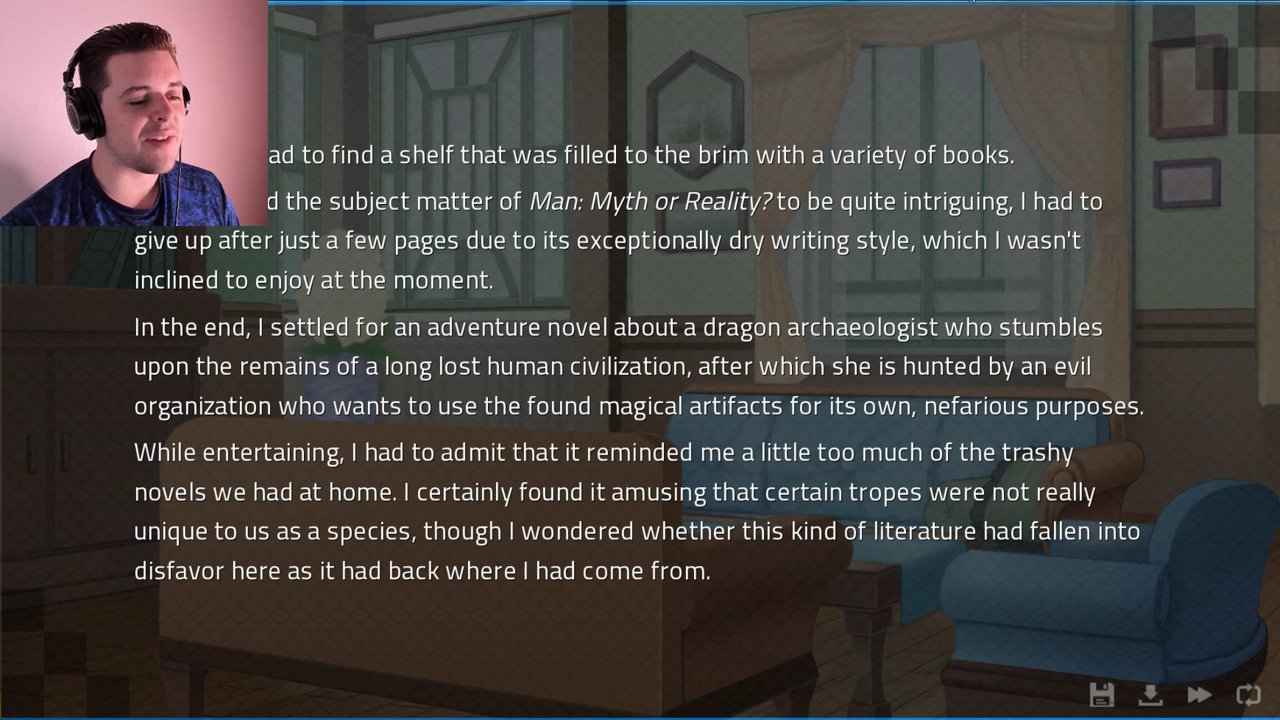 ad to find a shelf that was filled to the brim with a variety of books.
d the subject matter of Man: Myth or Reality? to be quite intriguing, I had to
give up after just a few pages due to its exceptionally dry writing style, which I wasn't
inclined to enjoy at the moment.
In the end, I settled for an adventure novel about a dragon archaeologist who stumbles
upon the remains of a long lost human civilization, after which she is hunted by an evil
organization who wants to use the found magical artifacts for its own, nefarious purposes.
While entertaining, I had to admit that it reminded me a little too much of the trashy
novels we had at home. I certainly found it amusing that certain tropes were not really
unique to us as a species, though I wondered whether this kind of literature had fallen into
disfavor here as it had back where I had come from.